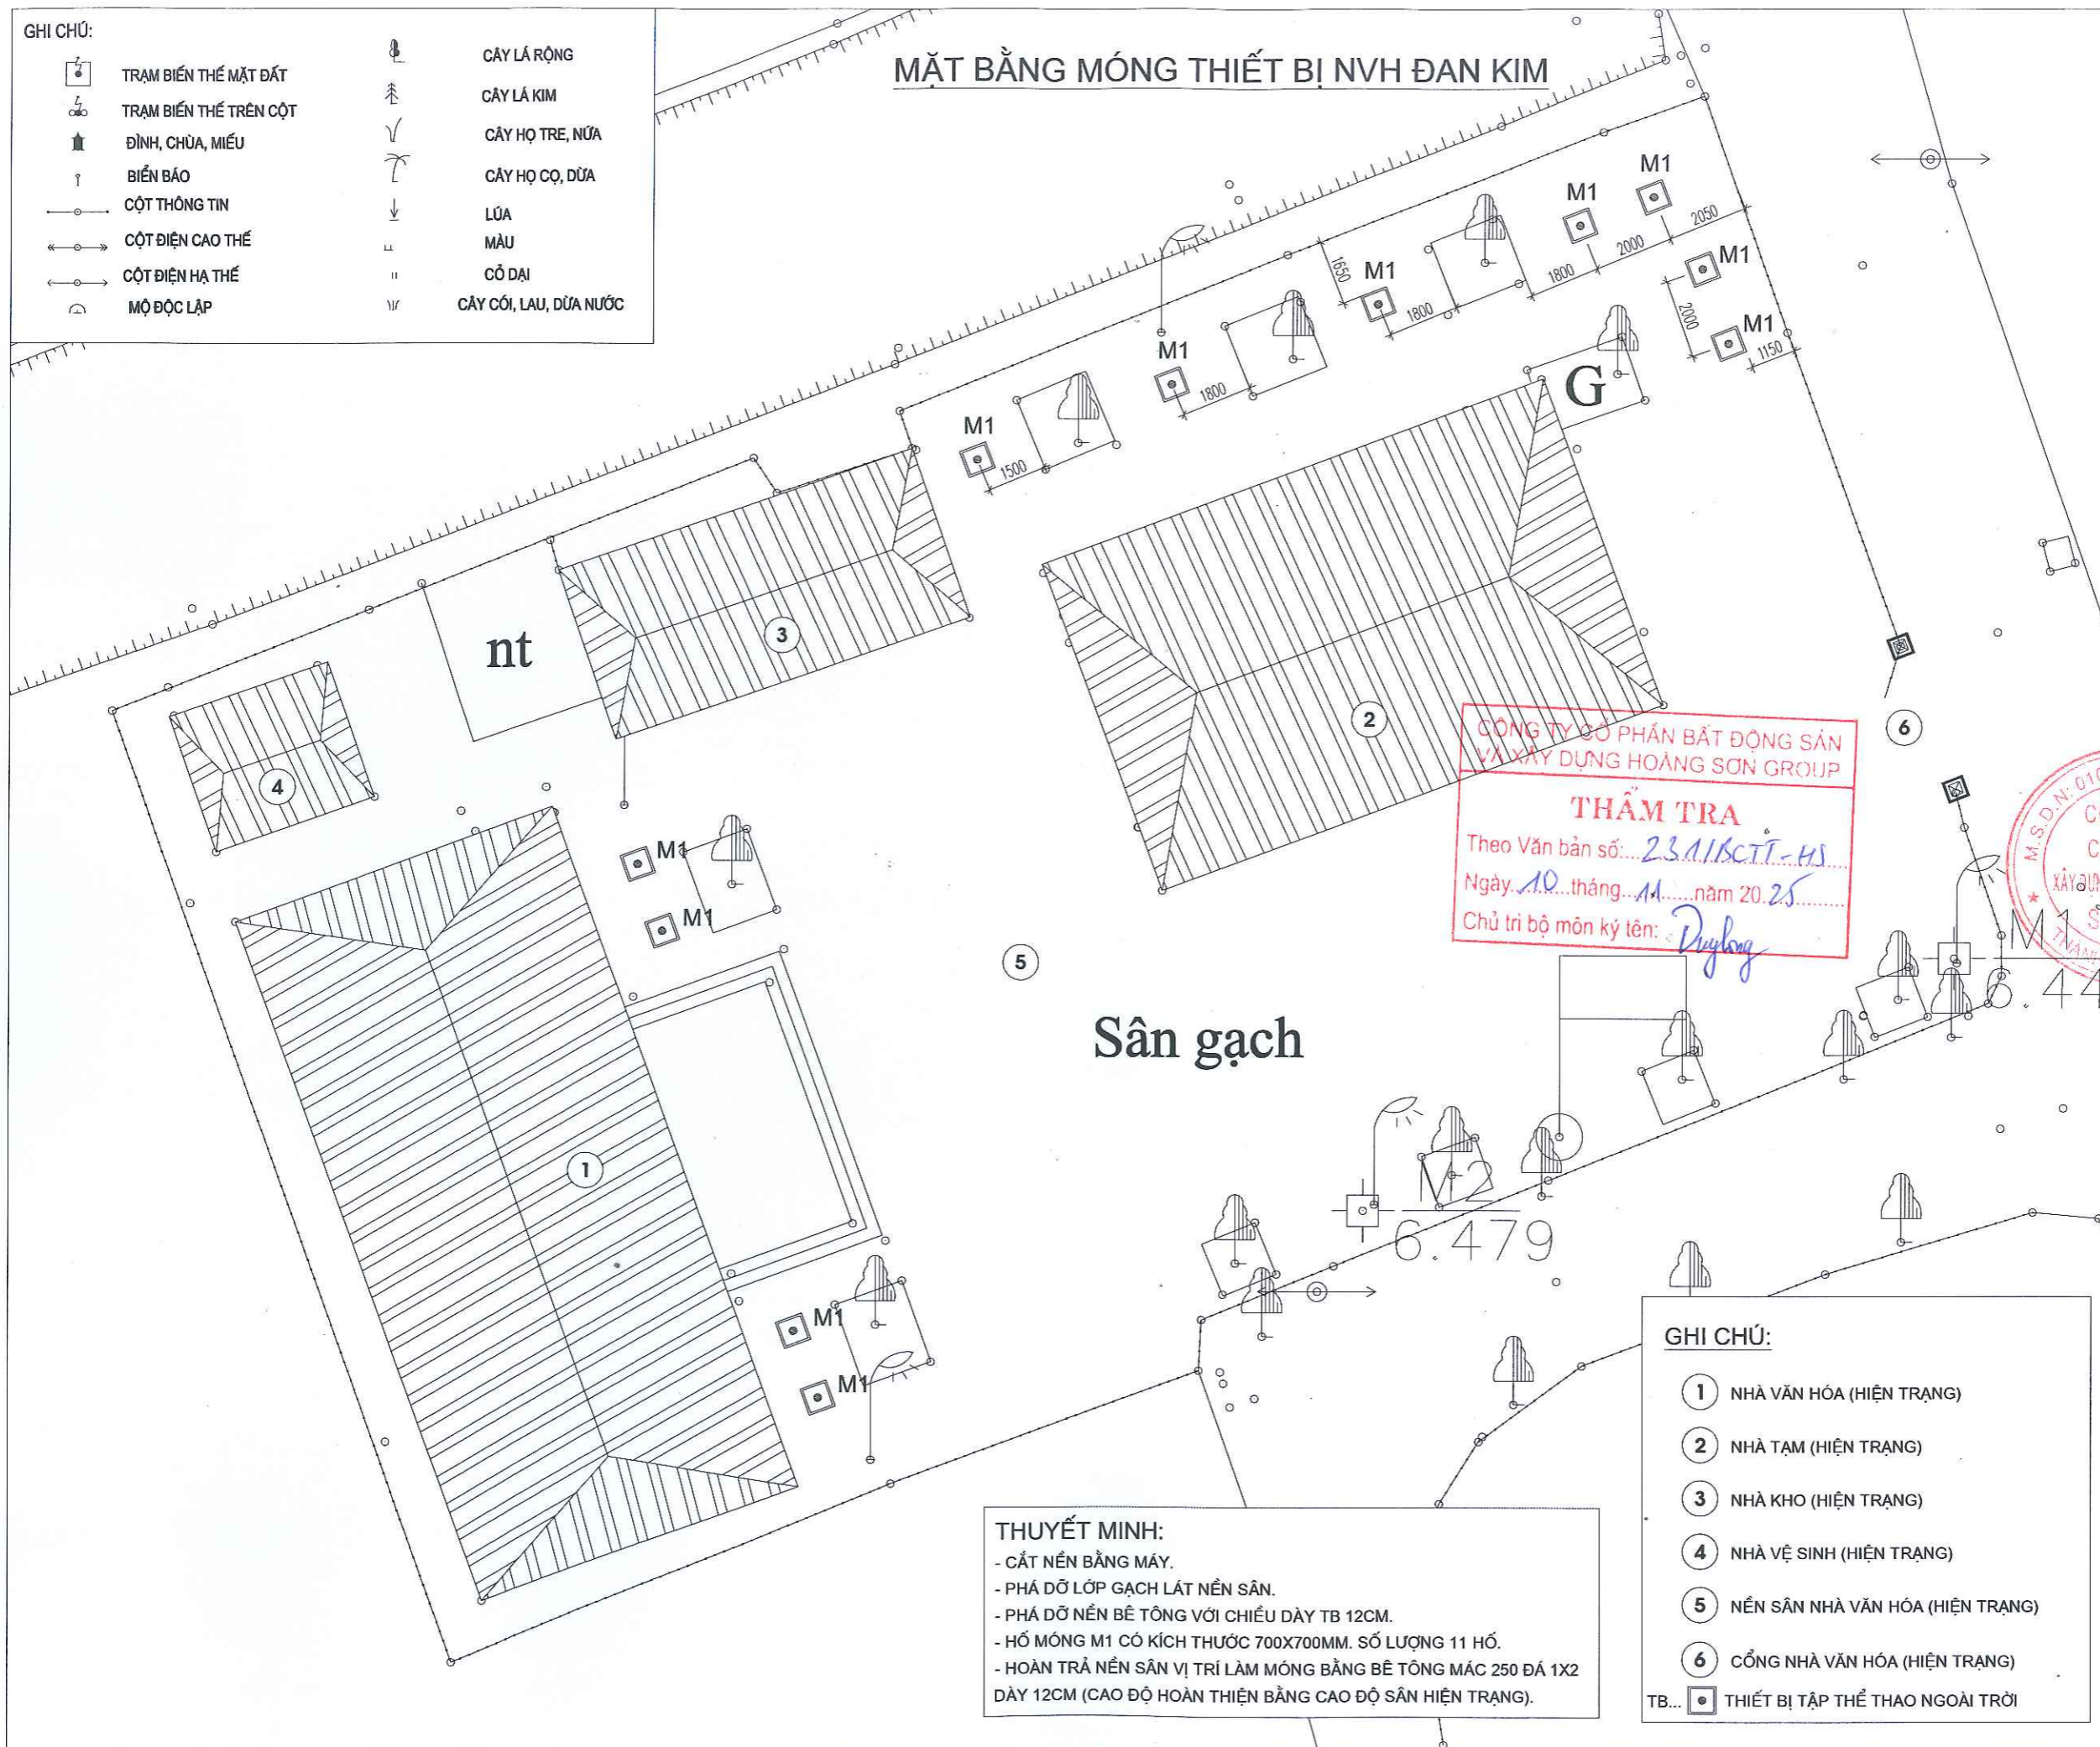 GHI CHÚ:
TRẠM BIẾN THẾ MẶT ĐẤT
TRẠM BIẾN THẾ TRÊN CỘT
ĐÌNH, CHÙA, MIẾU
BIỂN BÁO
CỘT THÔNG TIN
CỘT ĐIỆN CAO THẾ
CỘT ĐIỆN HẠ THẾ
MỘ ĐỘC LẬP
CÂY LÁ RỘNG
CÂY LÁ KIM
CÂY HỌ TRE, NỨA
CÂY HỌ CỌ, DỪA
LÚA
MÀU
CỎ DẠI
CÂY CÓI, LAU, DỪA NƯỚC
MẶT BẰNG MÓNG THIẾT BỊ NVH ĐAN KIM
M1
M1
2050
2000
1800
M1
1650
1800
M1
2000
M1
1150
M1
1800
G
M1
1500
nt
3
2
4
6
M1
M1
5
Sân gạch
1
M1
M1
CÔNG TY CỔ PHẦN BẤT ĐỘNG SẢN
VÀ XÂY DỰNG HOÀNG SƠN GROUP
THẨM TRA
Theo Văn bản số: 231/BCTT-HS
Ngày 10 tháng 11 năm 2025
Chủ trì bộ môn ký tên: Duylong
M.S.D.N: 010
XÂY DỰN
M1
6.44
M2
6.479
THUYẾT MINH:
- CẮT NỀN BẰNG MÁY.
- PHÁ DỠ LỚP GẠCH LÁT NỀN SÂN.
- PHÁ DỠ NỀN BÊ TÔNG VỚI CHIỀU DÀY TB 12CM.
- HỐ MÓNG M1 CÓ KÍCH THƯỚC 700X700MM. SỐ LƯỢNG 11 HỐ.
- HOÀN TRẢ NỀN SÂN VỊ TRÍ LÀM MÓNG BẰNG BÊ TÔNG MÁC 250 ĐÁ 1X2
DÀY 12CM (CAO ĐỘ HOÀN THIỆN BẰNG CAO ĐỘ SÂN HIỆN TRẠNG).
GHI CHÚ:
1 NHÀ VĂN HÓA (HIỆN TRẠNG)
2 NHÀ TẠM (HIỆN TRẠNG)
3 NHÀ KHO (HIỆN TRẠNG)
4 NHÀ VỆ SINH (HIỆN TRẠNG)
5 NỀN SÂN NHÀ VĂN HÓA (HIỆN TRẠNG)
6 CỔNG NHÀ VĂN HÓA (HIỆN TRẠNG)
TB... THIẾT BỊ TẬP THỂ THAO NGOÀI TRỜI